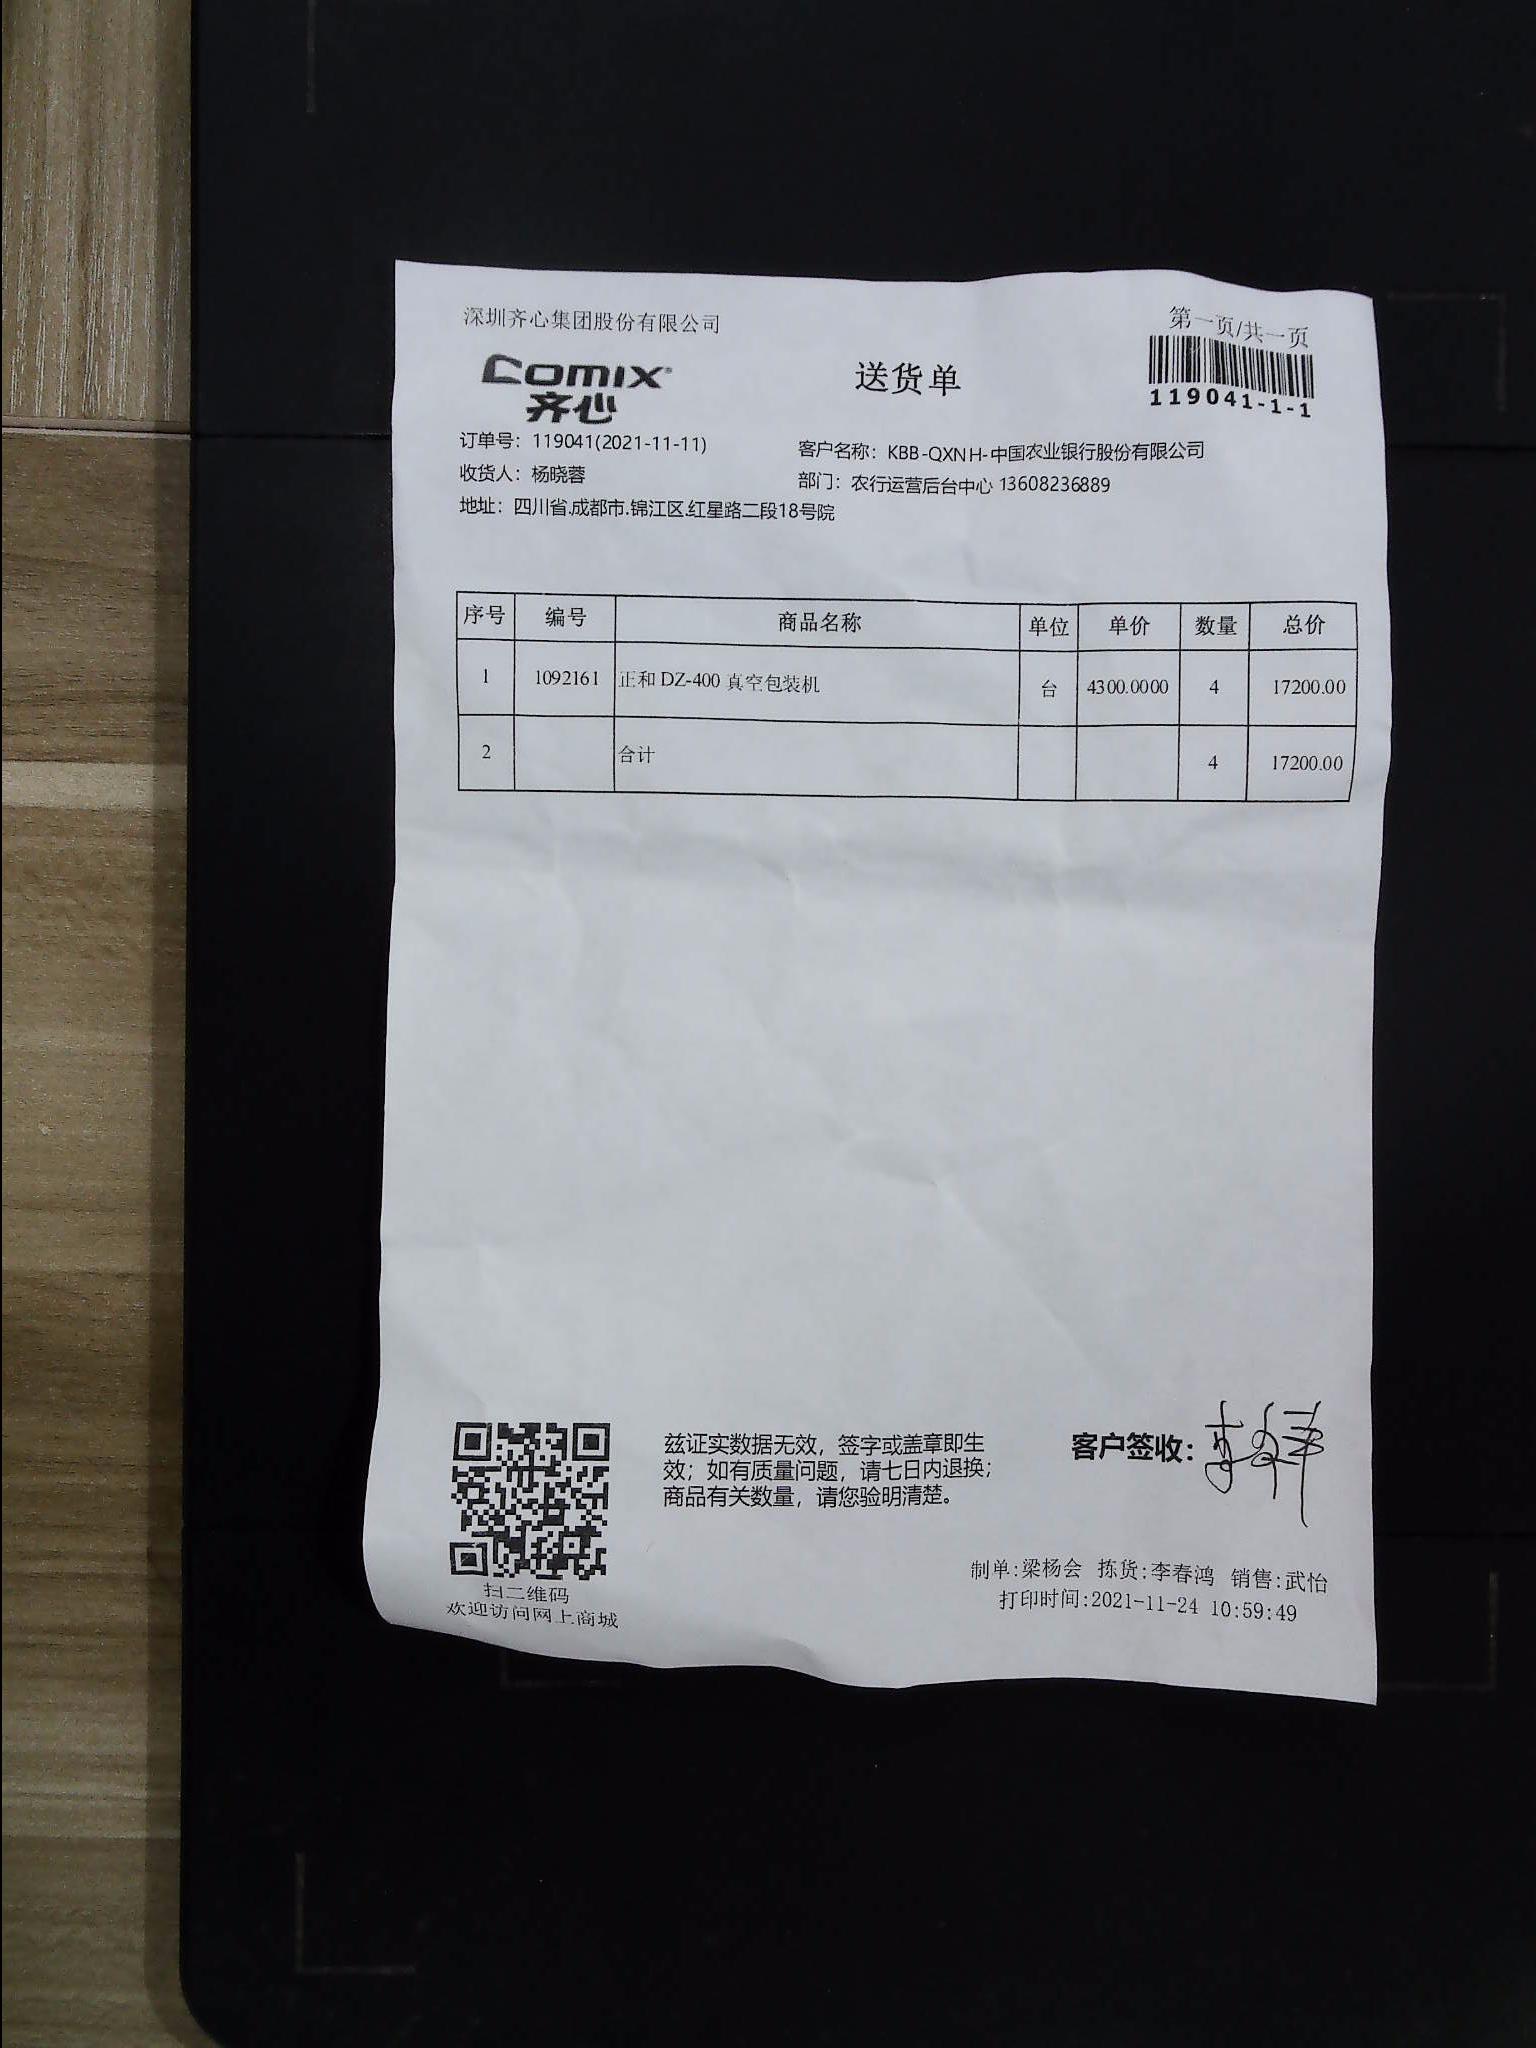 深圳齐心集团股份有限公司
第一页/共一页
comix
齐心
送货单
119041-1-1
订单号：119041(2021-11-11)
客户名称：KBB-QXNH-中国农业银行股份有限公司
收货人：杨晓蓉
部门：农行运营后台中心 13608236889
地址：四川省.成都市.锦江区.红星路二段18号院
序号 编号 商品名称 单位 单价 数量 总价
1 1092161 正和 DZ-400 真空包装机 台 4300.0000 4 17200.00
2 合计 4 17200.00
兹证实数据无效，签字或盖章即生
效；如有质量问题，请七日内退换；
商品有关数量，请您验明清楚。
客户签收：
制单:梁杨会 拣货:李春鸿 销售:武怡
打印时间:2021-11-24 10:59:49
扫二维码
欢迎访问网上商城